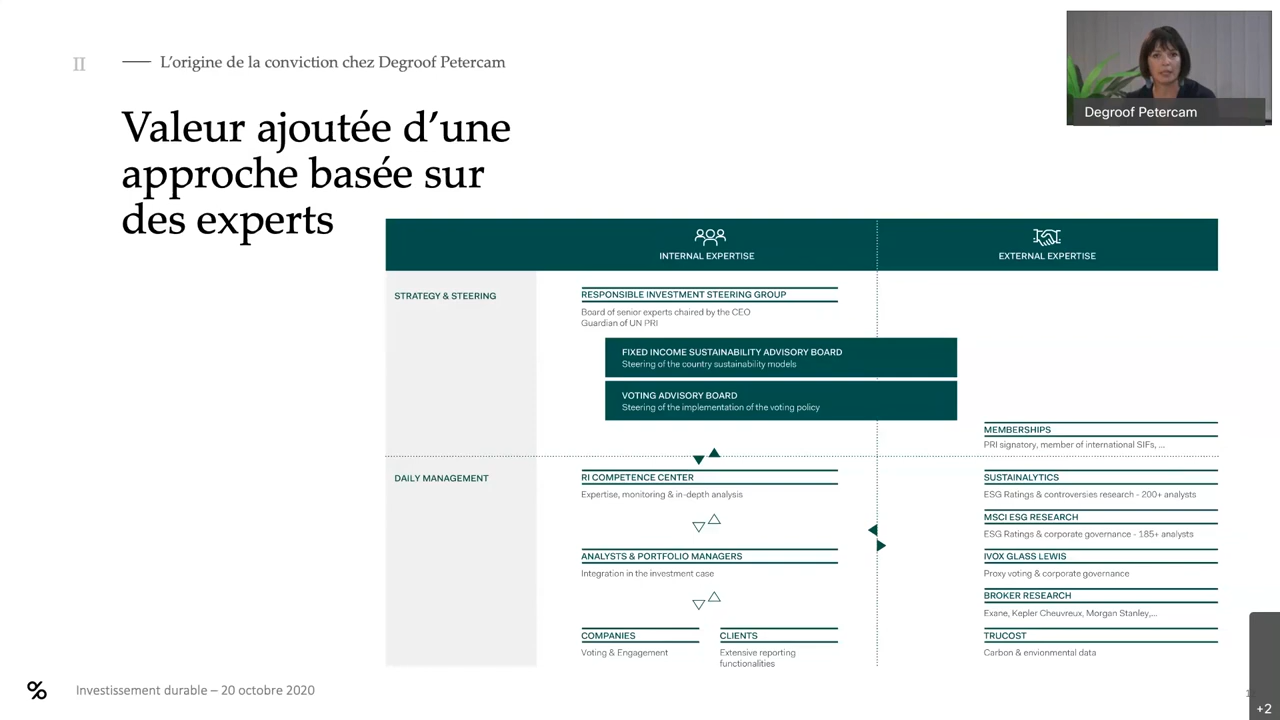 II
L’origine de la conviction chez Degroof Petercam
Valeur ajoutée d’une
approche basée sur
des experts
Degroof Petercam
INTERNAL EXPERTISE
EXTERNAL EXPERTISE
STRATEGY & STEERING
RESPONSIBLE INVESTMENT STEERING GROUP
Board of senior experts chaired by the CEO
Guardian of UN PRI
FIXED INCOME SUSTAINABILITY ADVISORY BOARD
Steering of the country sustainability models
VOTING ADVISORY BOARD
Steering of the implementation of the voting policy
MEMBERSHIPS
PRI signatory, member of international SIFs, ...
DAILY MANAGEMENT
RI COMPETENCE CENTER
Expertise, monitoring & in-depth analysis
ANALYSTS & PORTFOLIO MANAGERS
Integration in the investment case
COMPANIES
Voting & Engagement
CLIENTS
Extensive reporting
functionalities
SUSTAINALYTICS
ESG Ratings & controversies research - 200+ analysts
MSCI ESG RESEARCH
ESG Ratings & corporate governance - 185+ analysts
IVOX GLASS LEWIS
Proxy voting & corporate governance
BROKER RESEARCH
Exane, Kepler Cheuvreux, Morgan Stanley,...
TRUCOST
Carbon & envionmental data
Investissement durable – 20 octobre 2020
+2